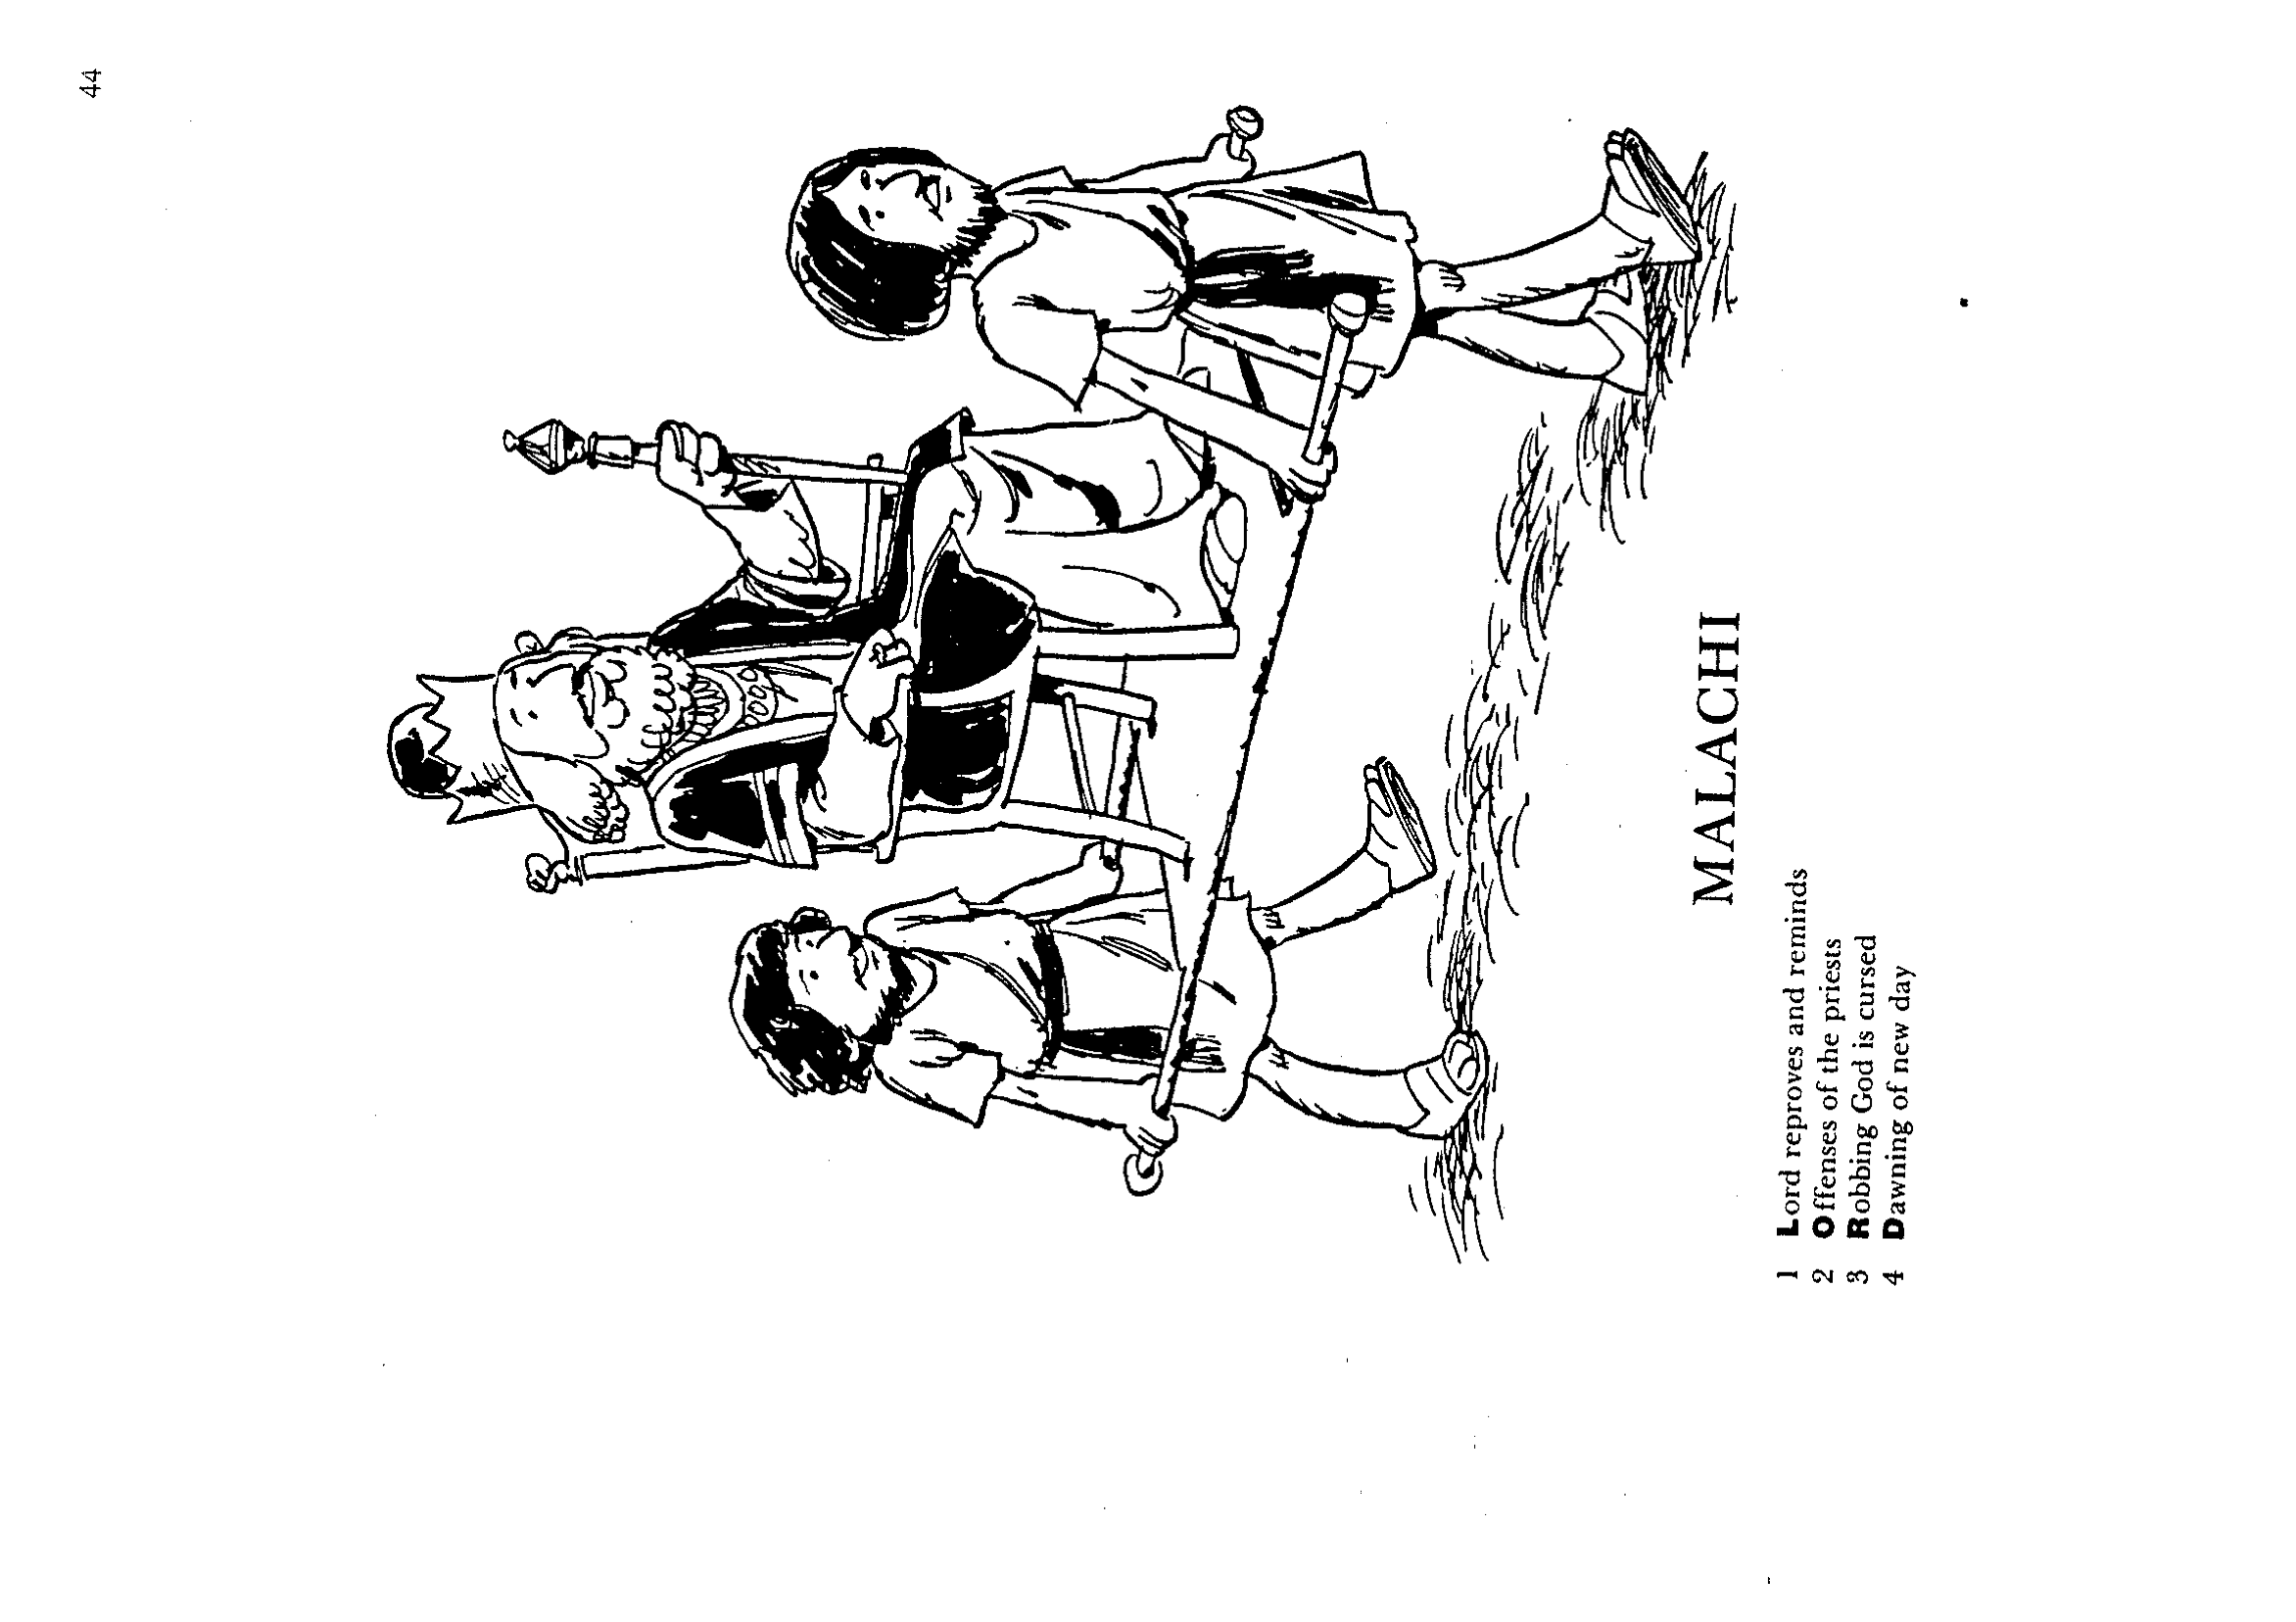 44
MALACHI
1 Lord reproves and reminds
2 Offenses of the priests
3 Robbing God is cursed
4 Dawning of new day